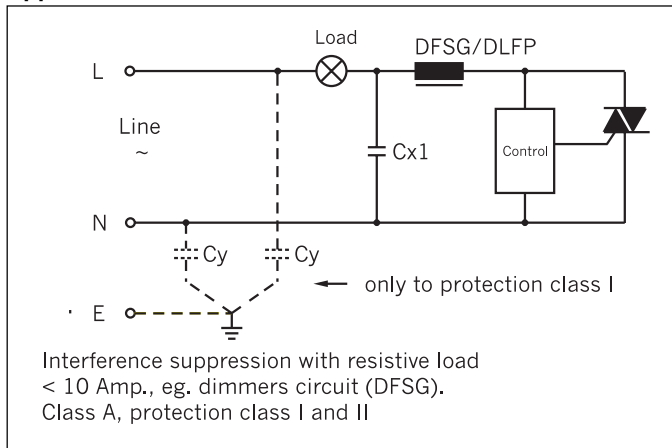 Load
DFSG/DLFP
L
Line
~
Cx1
Control
N
Cy
Cy
only to protection class I
E
Interference suppression with resistive load
< 10 Amp., eg. dimmers circuit (DFSG).
Class A, protection class I and II